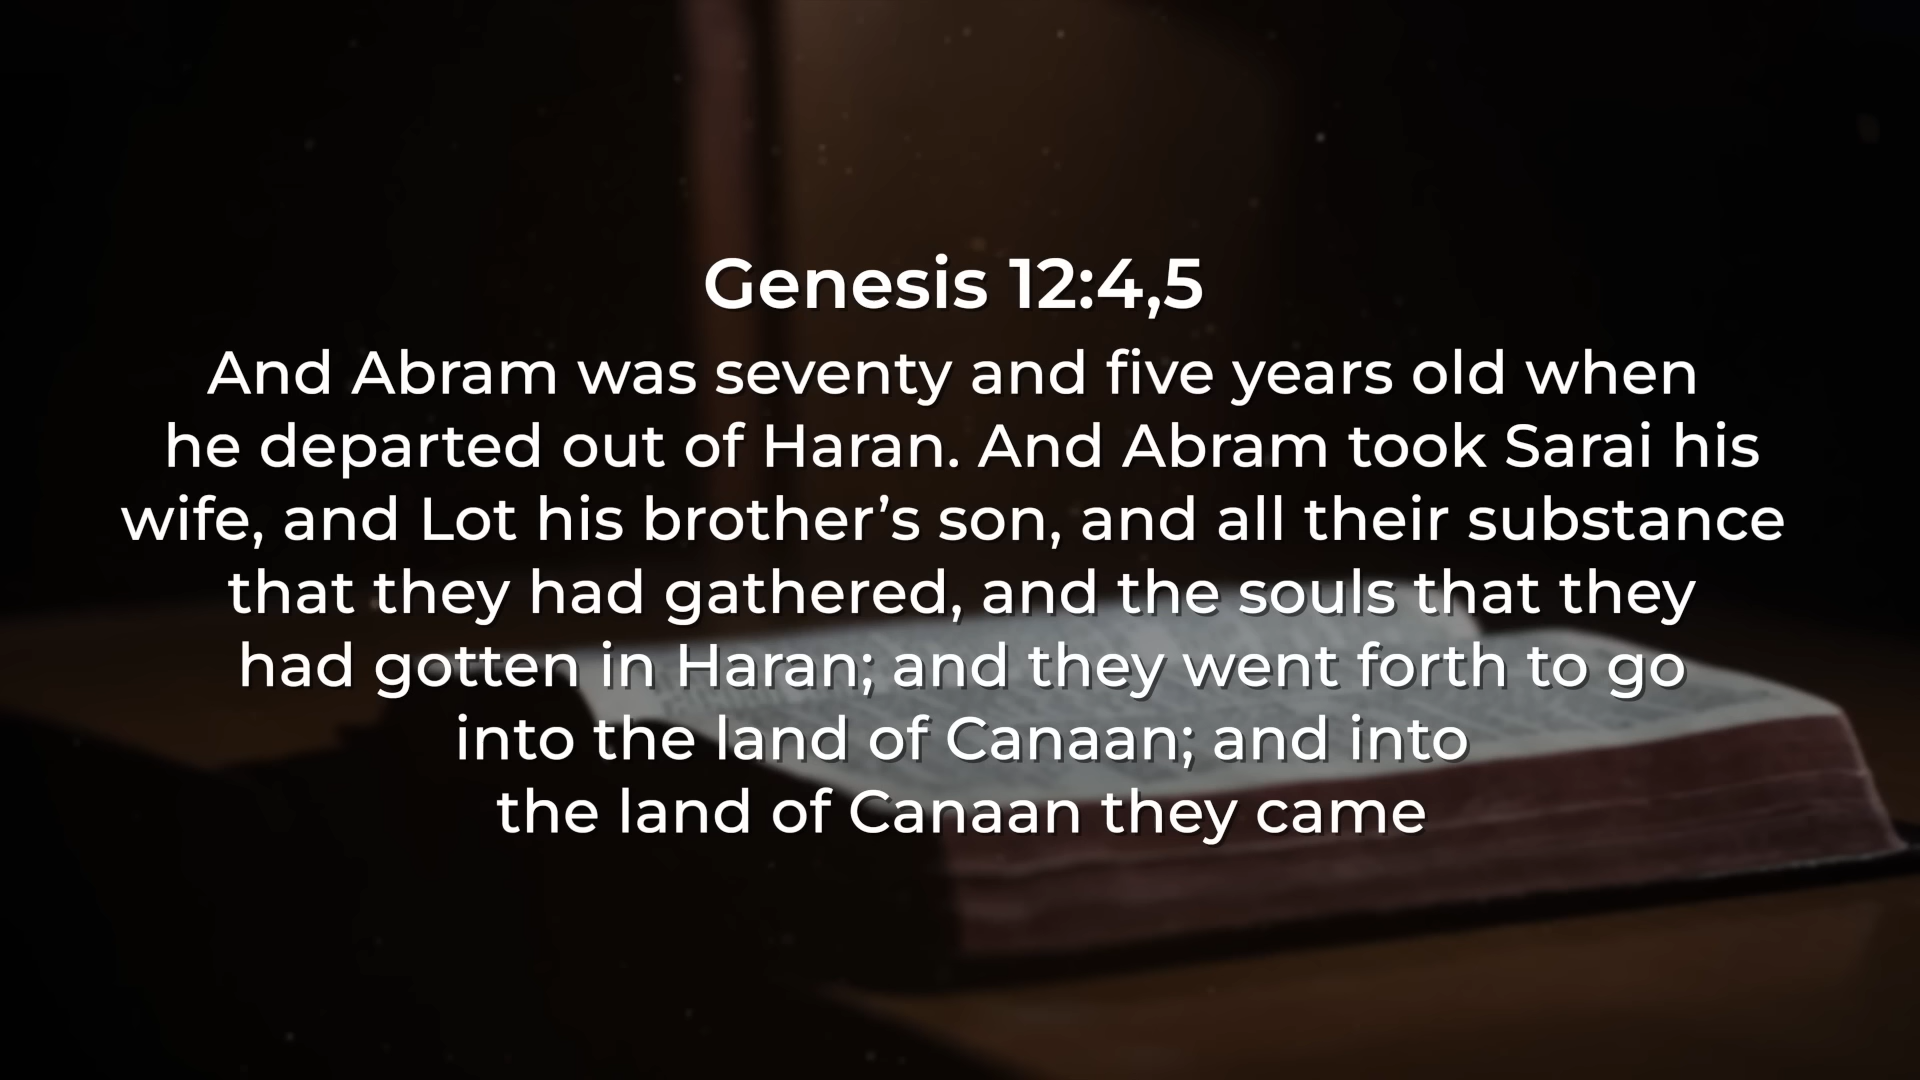 Genesis 12:4,5
And Abram was seventy and five years old when
he departed out of Haran. And Abram took Sarai his
wife, and Lot his brother’s son, and all their substance
that they had gathered, and the souls that they
had gotten in Haran; and they went forth to go
into the land of Canaan; and into
the land of Canaan they came